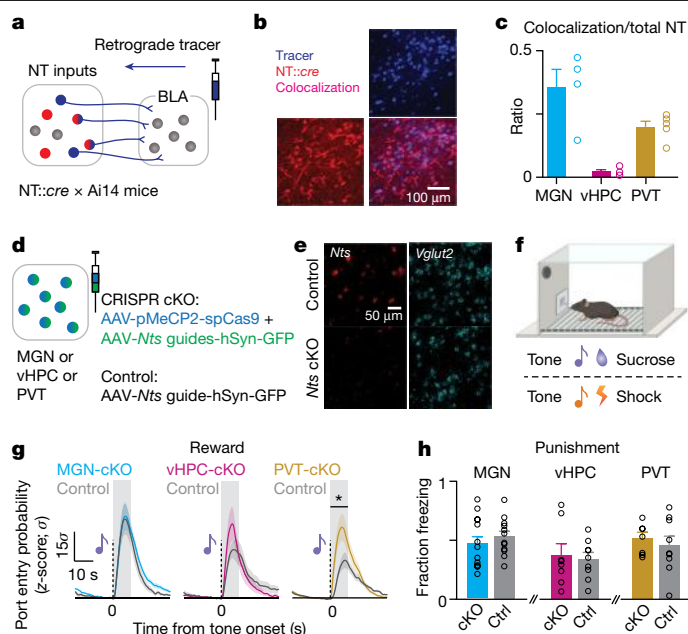 a
Retrograde tracer
NT inputs
BLA
NT::cre × Ai14 mice
b
Tracer
NT::cre
Colocalization
100 μm
c
Colocalization/total NT
0.5
Ratio
0
MGN vHPC PVT
d
CRISPR cKO:
AAV-pMeCP2-spCas9 +
AAV-Nts guides-hSyn-GFP
MGN or
vHPC or
PVT
Control:
AAV-Nts guide-hSyn-GFP
e
Nts
Vglut2
Control
50 μm
Nts cKO
f
Tone Sucrose
Tone Shock
g
Reward
MGN-cKO vHPC-cKO PVT-cKO
Control Control Control
*
Port entry probability
(z-score; σ)
15σ
10 s
0 0 0
Time from tone onset (s)
h
Punishment
MGN vHPC PVT
1
Fraction freezing
0
cKO Ctrl cKO Ctrl cKO Ctrl